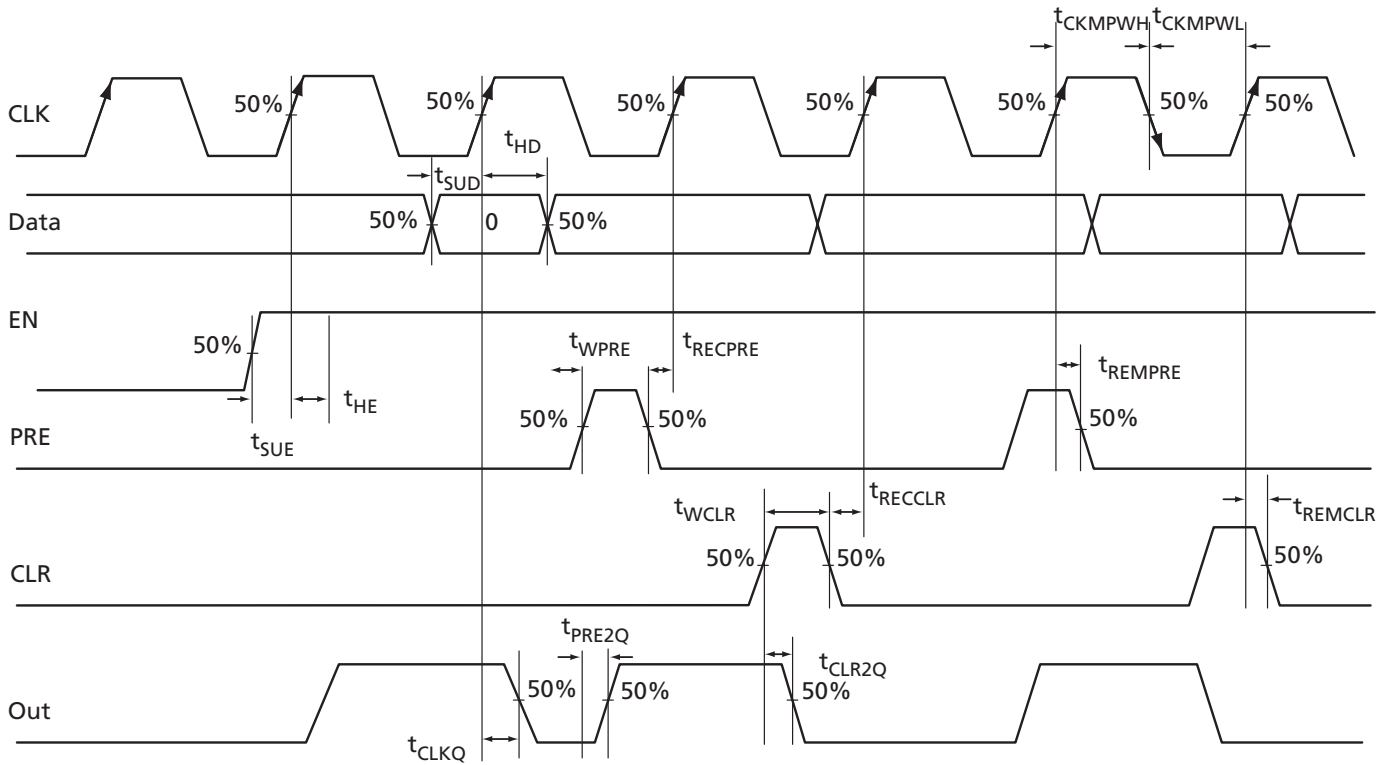 tCKMPWH tCKMPWL
CLK
50% 50% 50% 50% 50% 50% 50%
tHD
tSUD
Data
50% 0 50%
EN
50%
tWPRE tRECPRE
tREMPRE
tHE
tSUE
PRE
50% 50% 50%
tWCLR tRECCLR
tREMCLR
CLR
50% 50% 50%
tPRE2Q
tCLR2Q
Out
50% 50% 50%
tCLKQ